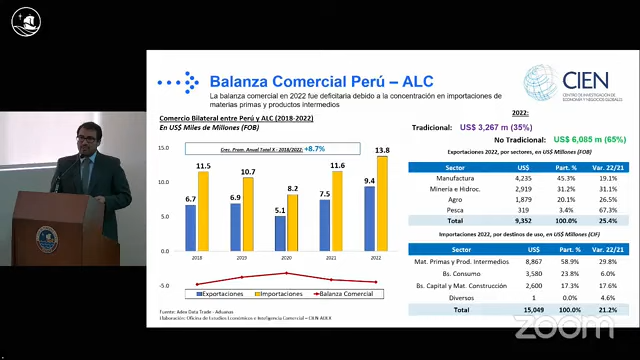 Balanza Comercial Perú – ALC
La balanza comercial en 2022 fue deficitaria debido a la concentración en importaciones de
materias primas y productos intermedios
CIEN
CENTRO DE INVESTIGACIÓN DE
ECONOMÍA Y NEGOCIOS GLOBALES
Comercio Bilateral entre Perú y ALC (2018-2022)
En US$ Miles de Millones (FOB)
Crec. Prom. Anual Total X - 2018/2022: +8.7%
15.0
10.0
5.0
0.0
-5.0
6.7 11.5 6.9 10.7 5.1 8.2 7.5 11.6 9.4 13.8
2018 2019 2020 2021 2022
Exportaciones Importaciones Balanza Comercial
Fuente: Adex Data Trade - Aduanas
Elaboración: Oficina de Estudios Económicos e Inteligencia Comercial – CIEN ADEX
2022:
Tradicional: US$ 3,267 m (35%)
No Tradicional: US$ 6,085 m (65%)
Exportaciones 2022, por sectores, en US$ Millones (FOB)
Sector US$ Part. % Var. 22/21
Manufactura 4,235 45.3% 19.1%
Minería e Hidroc. 2,919 31.2% 31.1%
Agro 1,879 20.1% 26.5%
Pesca 319 3.4% 67.3%
Total 9,352 100.0% 25.4%
Importaciones 2022, por destinos de uso, en US$ Millones (CIF)
Sector US$ Part. % Var. 22/21
Mat. Primas y Prod. Intermedios 8,867 58.9% 29.8%
Bs. Consumo 3,580 23.8% 6.0%
Bs. Capital y Mat. Construcción 2,600 17.3% 17.6%
Diversos 1 0.0% 4.6%
Total 15,049 100.0% 21.2%
zoom